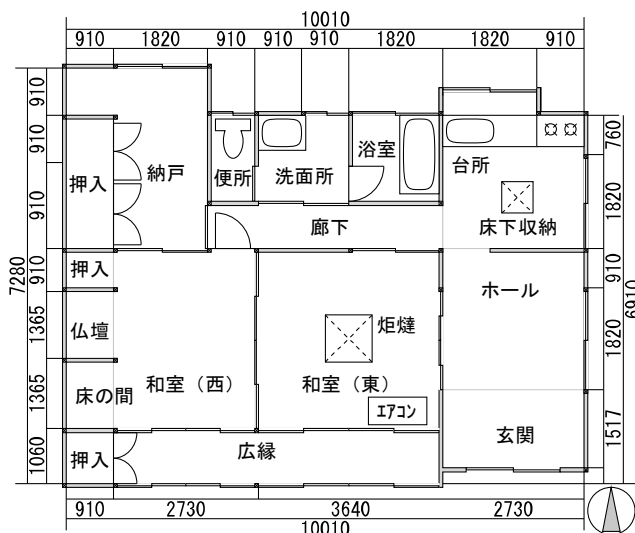 10010
910 1820 910 910 910 1820 1820 910
7280
910
910
910
910
1365
1365
1060
押入
納戸
便所
洗面所
浴室
台所
床下収納
廊下
押入
仏壇
床の間
押入
和室（西）
和室（東）
炬燵
エアコン
広縁
ホール
玄関
760
1820
910
1820
1517
6910
910 2730 3640 2730
10010